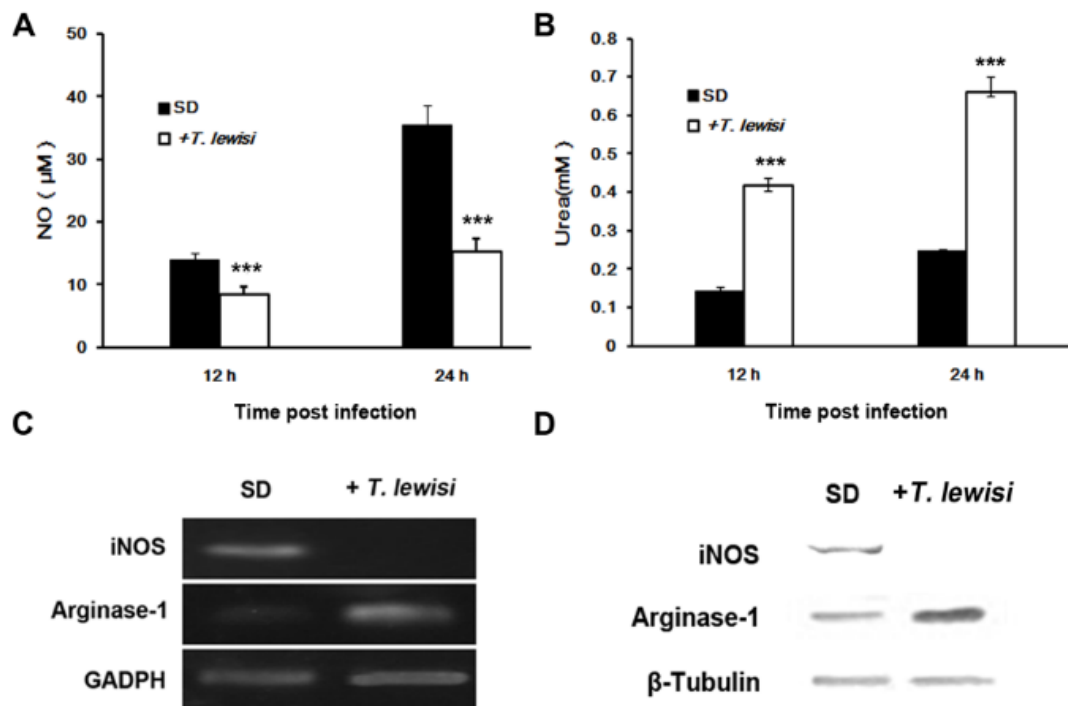 A
50
40
30
20
10
0
NO ( µM )
SD
+T. lewisi
***
***
12 h
24 h
Time post infection
B
0.8
0.7
0.6
0.5
0.4
0.3
0.2
0.1
0
Urea(mM)
SD
+T. lewisi
***
***
12 h
24 h
Time post infection
C
SD + T. lewisi
iNOS
Arginase-1
GADPH
D
SD +T. lewisi
iNOS
Arginase-1
β-Tubulin